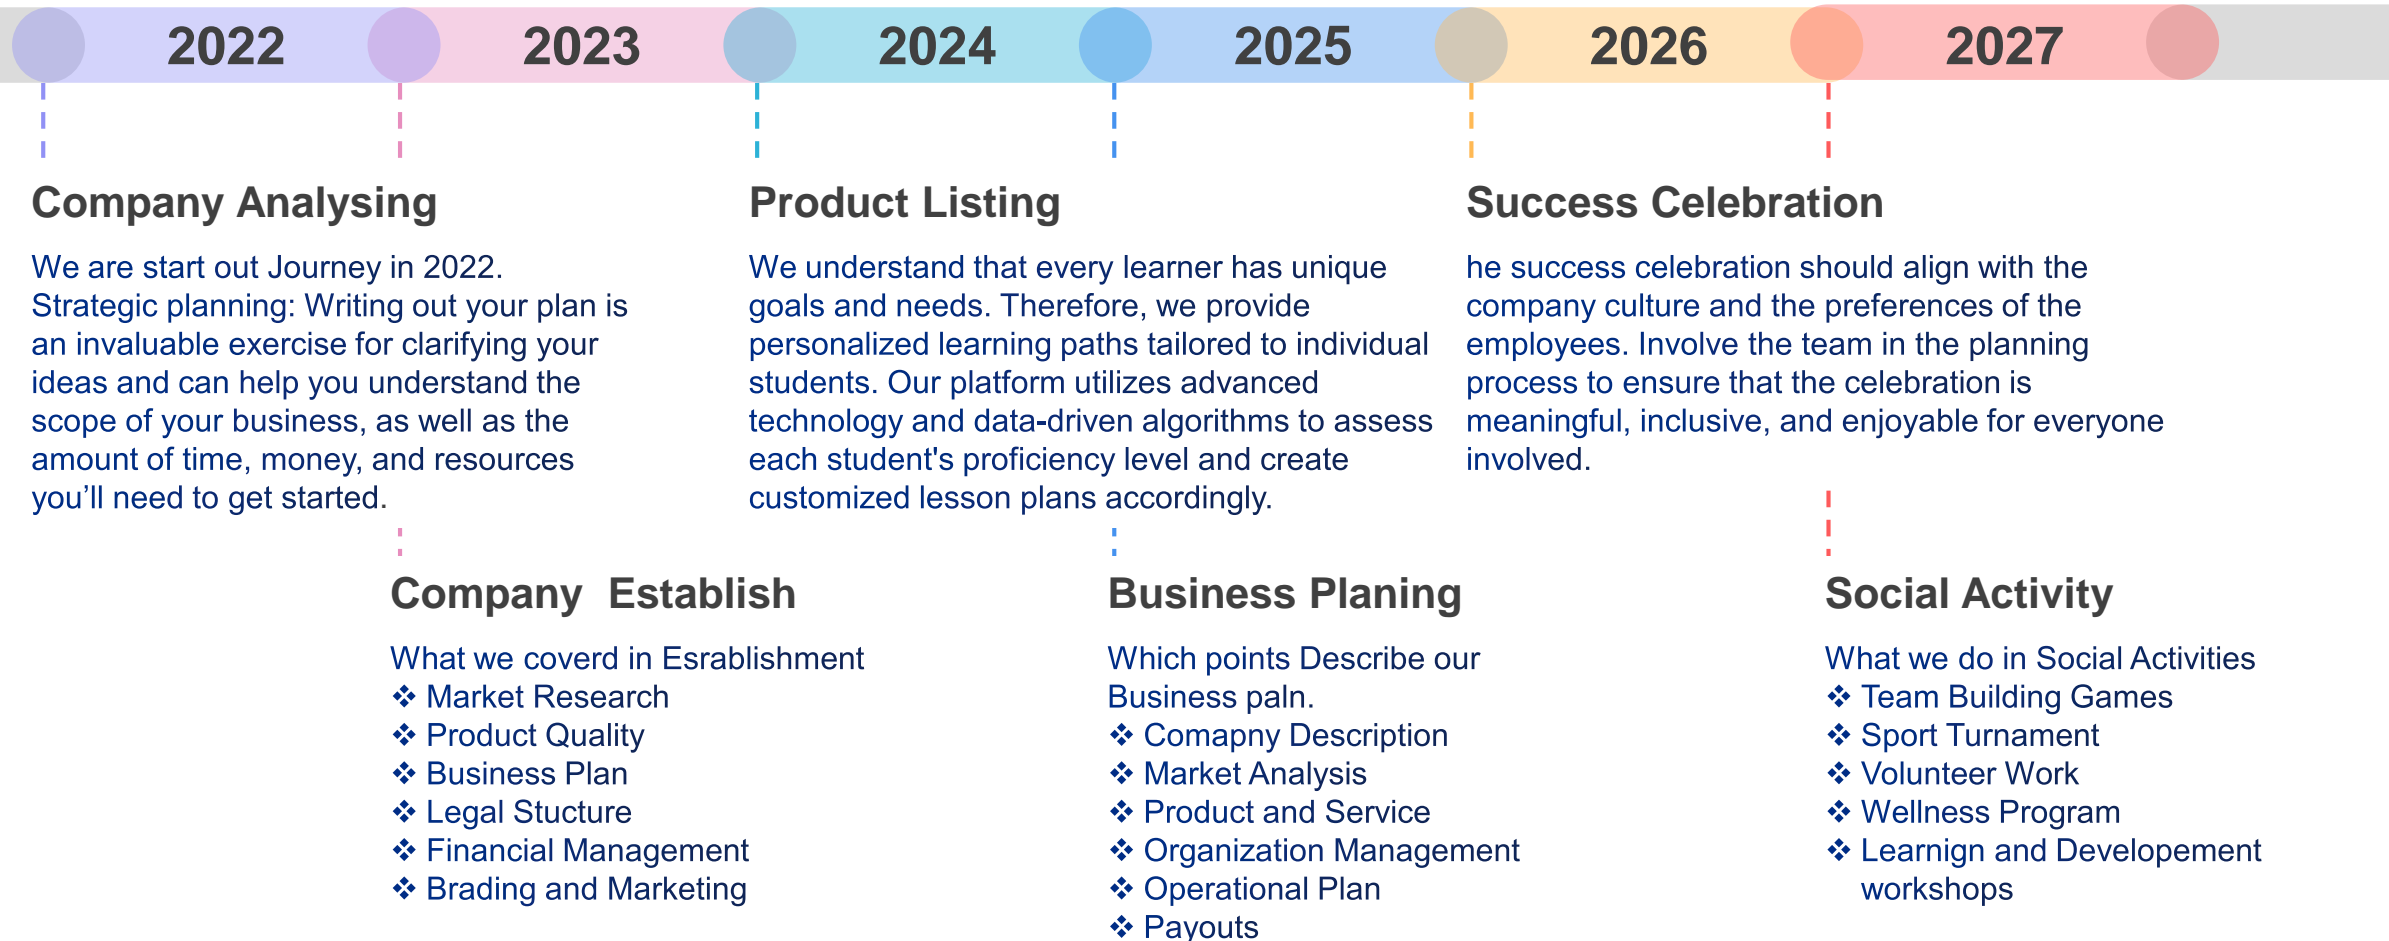 2022
2023
2024
2025
2026
2027
Company Analysing
We are start out Journey in 2022.
Strategic planning: Writing out your plan is
an invaluable exercise for clarifying your
ideas and can help you understand the
scope of your business, as well as the
amount of time, money, and resources
you’ll need to get started.
Company  Establish
What we coverd in Esrablishment
❖ Market Research
❖ Product Quality
❖ Business Plan
❖ Legal Stucture
❖ Financial Management
❖ Brading and Marketing
Product Listing
We understand that every learner has unique
goals and needs. Therefore, we provide
personalized learning paths tailored to individual
students. Our platform utilizes advanced
technology and data-driven algorithms to assess
each student's proficiency level and create
customized lesson plans accordingly.
Business Planing
Which points Describe our
Business paln.
❖ Comapny Description
❖ Market Analysis
❖ Product and Service
❖ Organization Management
❖ Operational Plan
❖ Payouts
Success Celebration
he success celebration should align with the
company culture and the preferences of the
employees. Involve the team in the planning
process to ensure that the celebration is
meaningful, inclusive, and enjoyable for everyone
involved.
Social Activity
What we do in Social Activities
❖ Team Building Games
❖ Sport Turnament
❖ Volunteer Work
❖ Wellness Program
❖ Learnign and Developement
workshops